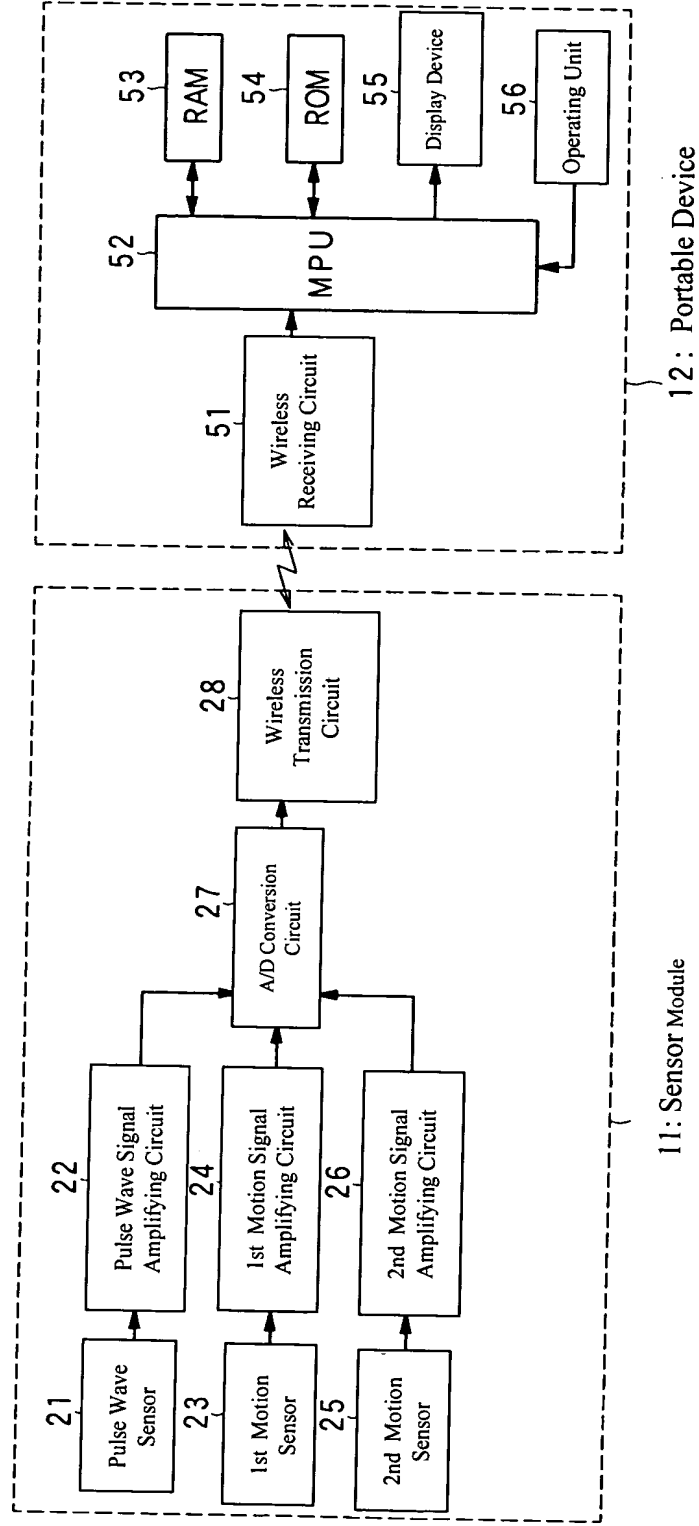 21
Pulse Wave
Sensor
22
Pulse Wave Signal
Amplifying Circuit
23
1st Motion
Sensor
24
1st Motion Signal
Amplifying Circuit
25
2nd Motion
Sensor
26
2nd Motion Signal
Amplifying Circuit
27
A/D Conversion
Circuit
28
Wireless
Transmission
Circuit
11: Sensor Module
51
Wireless
Receiving Circuit
52
MPU
53
RAM
54
ROM
55
Display Device
56
Operating Unit
12: Portable Device